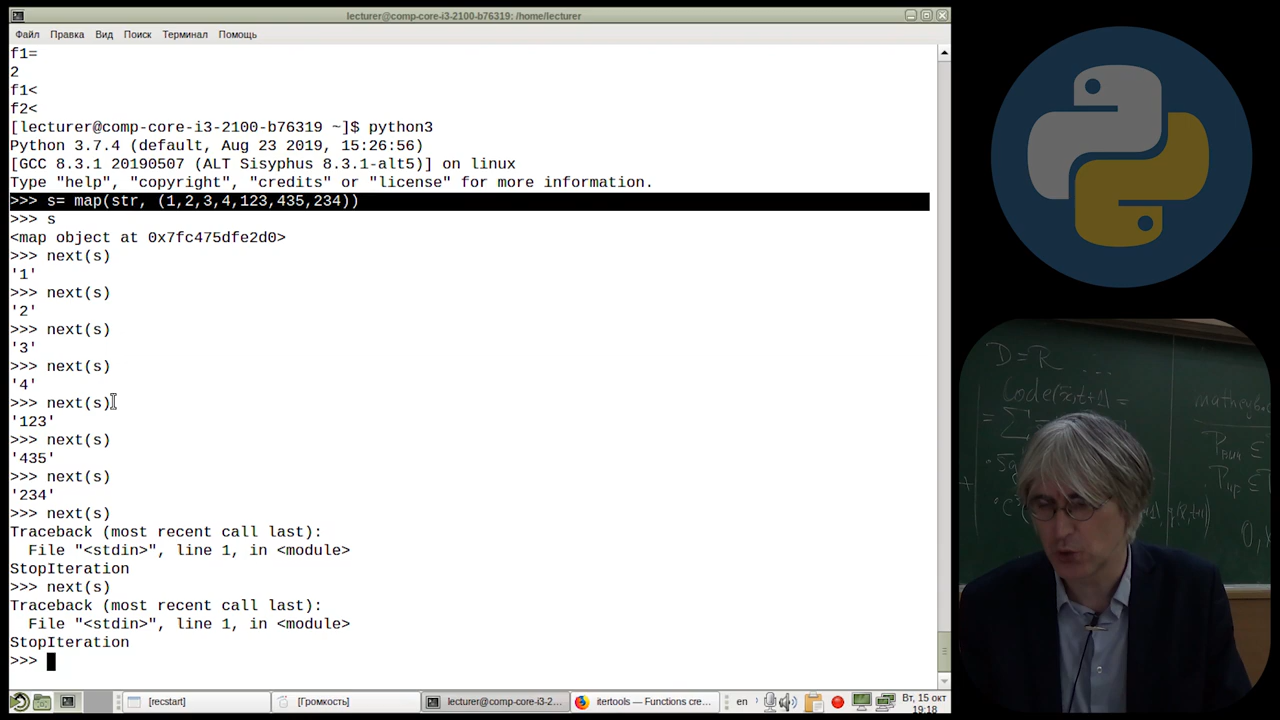 lecturer@comp-core-i3-2100-b76319: /home/lecturer
Файл Правка Вид Поиск Терминал Помощь
f1=
2
f1<
f2<
[lecturer@comp-core-i3-2100-b76319 ~]$ python3
Python 3.7.4 (default, Aug 23 2019, 15:26:56)
[GCC 8.3.1 20190507 (ALT Sisyphus 8.3.1-alt5)] on linux
Type "help", "copyright", "credits" or "license" for more information.
>>> s= map(str, (1,2,3,4,123,435,234))
>>> s
<map object at 0x7fc475dfe2d0>
>>> next(s)
'1'
>>> next(s)
'2'
>>> next(s)
'3'
>>> next(s)
'4'
>>> next(s)
'123'
>>> next(s)
'435'
>>> next(s)
'234'
>>> next(s)
Traceback (most recent call last):
  File "<stdin>", line 1, in <module>
StopIteration
>>> next(s)
Traceback (most recent call last):
  File "<stdin>", line 1, in <module>
StopIteration
>>>
[recstart] [Громкость] lecturer@comp-core-i3-2... itertools — Functions cre... en Вт, 15 окт
19:18
D = R